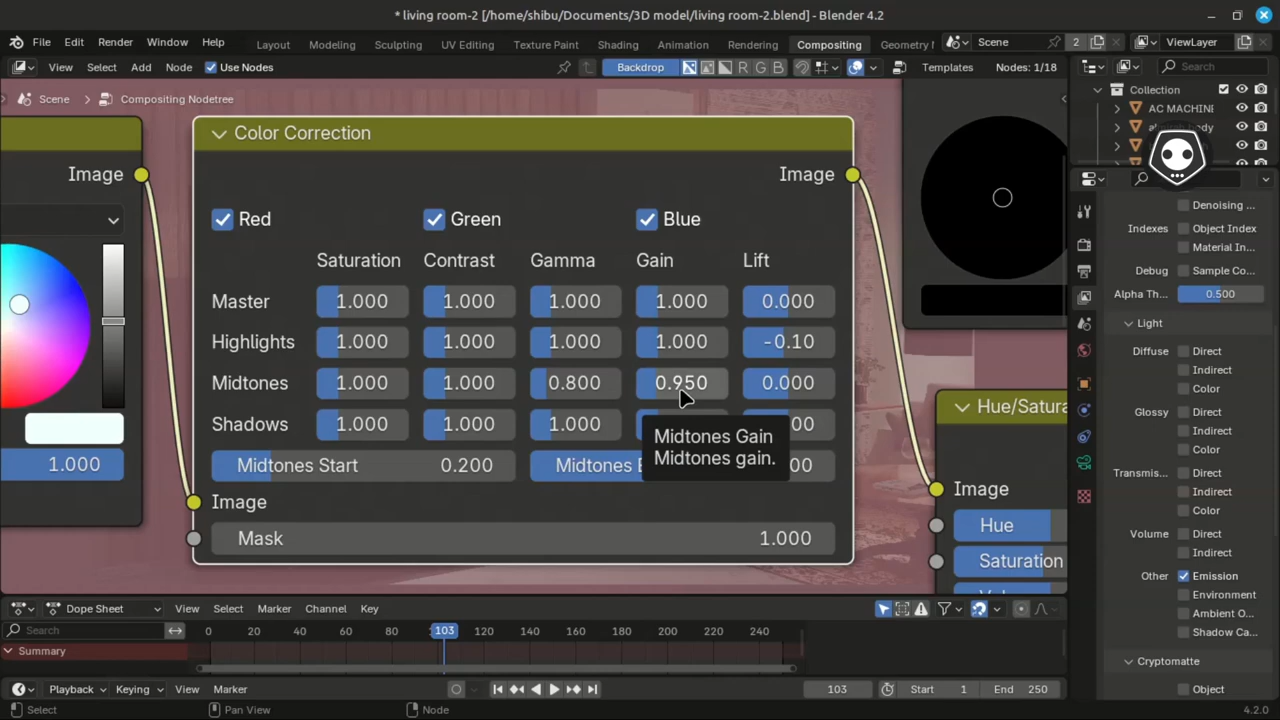 * living room-2 [/home/shibu/Documents/3D model/living room-2.blend] - Blender 4.2
File Edit Render Window Help Layout Modeling Sculpting UV Editing Texture Paint Shading Animation Rendering Compositing Geometry Scene 2 ViewLayer
View Select Add Node Use Nodes Backdrop R G B Templates Nodes: 1/18 Search
Scene > Compositing Nodetree
Collection
AC MACHINE
Color Correction
Image Image
Red Green Blue
Saturation Contrast Gamma Gain Lift
Master 1.000 1.000 1.000 1.000 0.000
Highlights 1.000 1.000 1.000 1.000 -0.10
Midtones 1.000 1.000 0.800 0.950 0.000
Shadows 1.000 1.000 1.000
Midtones Gain
Midtones gain.
Midtones Start 0.200 Midtones
1.000
Image
Mask 1.000
Hue/Satura
Image
Hue
Saturation
Denoising ...
Indexes Object Index
Material In...
Debug Sample Co...
Alpha Th... 0.500
Light
Diffuse Direct
Indirect
Color
Glossy Direct
Indirect
Color
Transmis... Direct
Indirect
Color
Volume Direct
Indirect
Other Emission
Environment
Ambient O...
Shadow Ca...
Cryptomatte
Object
Dope Sheet View Select Marker Channel Key
Search 0 20 40 60 80 103 120 140 160 180 200 220 240
Summary
Playback Keying View Marker 103 Start 1 End 250
Select Pan View Node 4.2.0